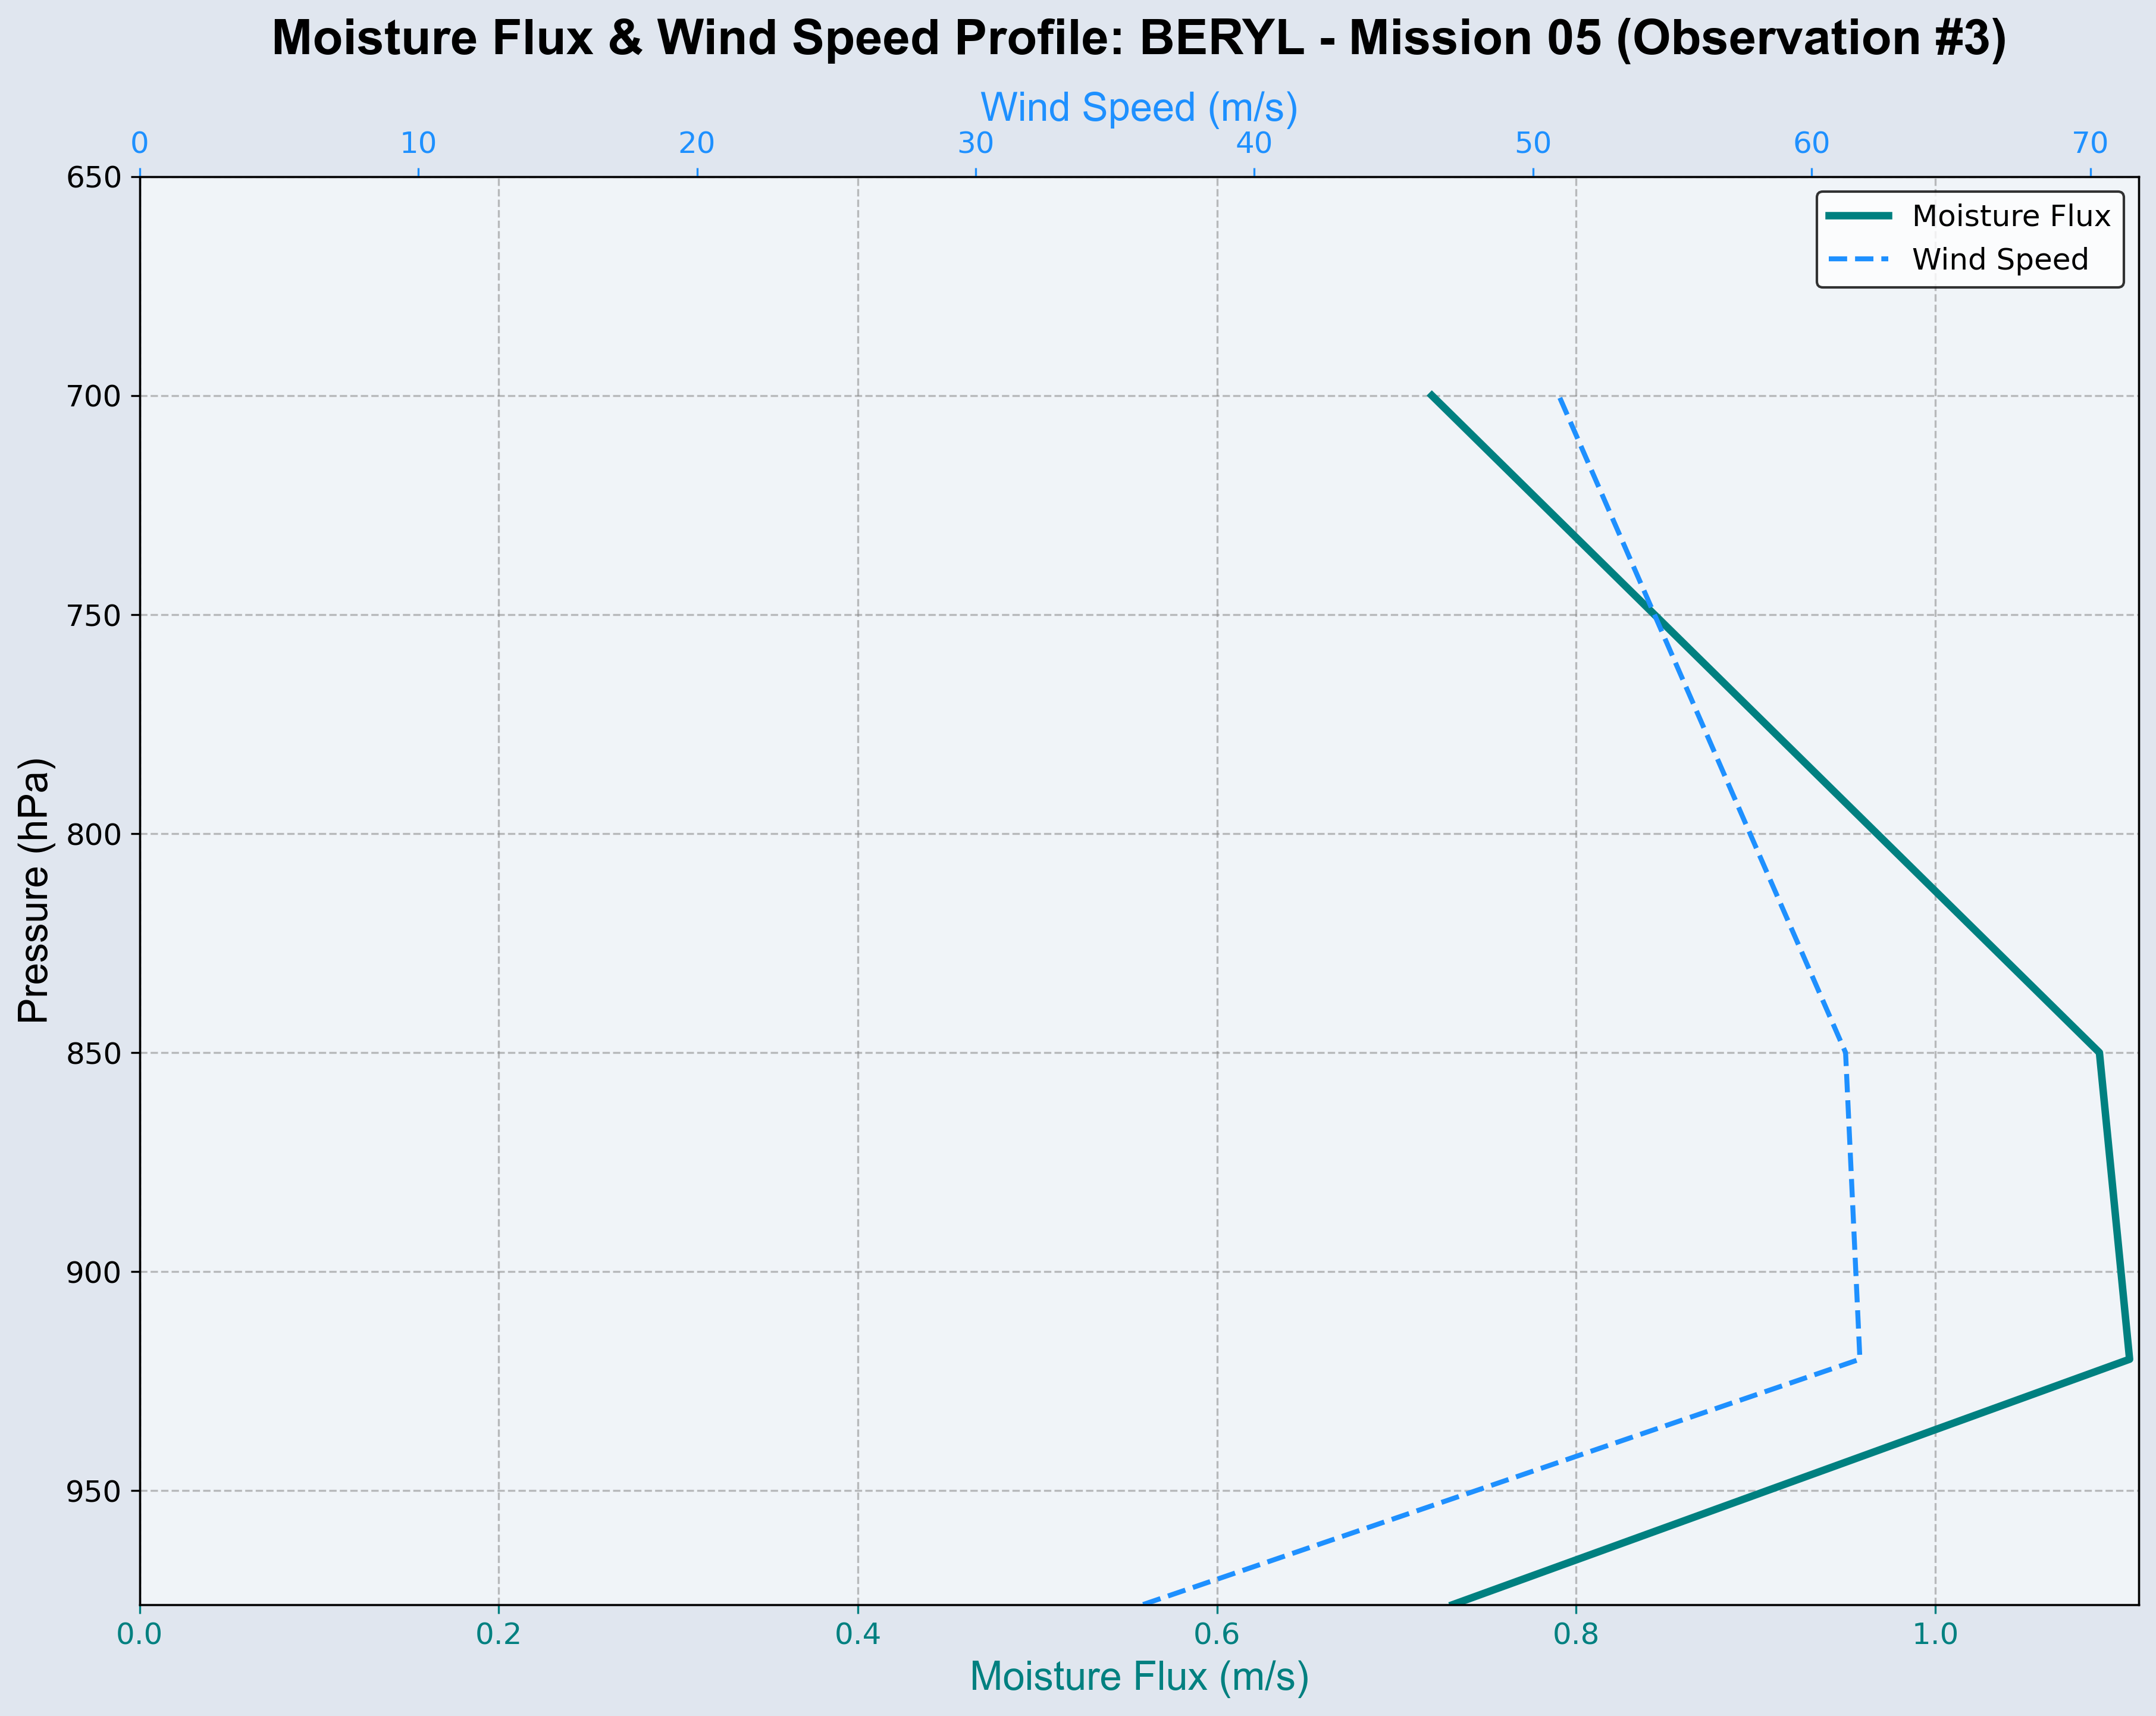 Moisture Flux & Wind Speed Profile: BERYL - Mission 05 (Observation #3)
Wind Speed (m/s)
0 10 20 30 40 50 60 70
Moisture Flux
Wind Speed
Pressure (hPa)
650
700
750
800
850
900
950
0.0 0.2 0.4 0.6 0.8 1.0
Moisture Flux (m/s)